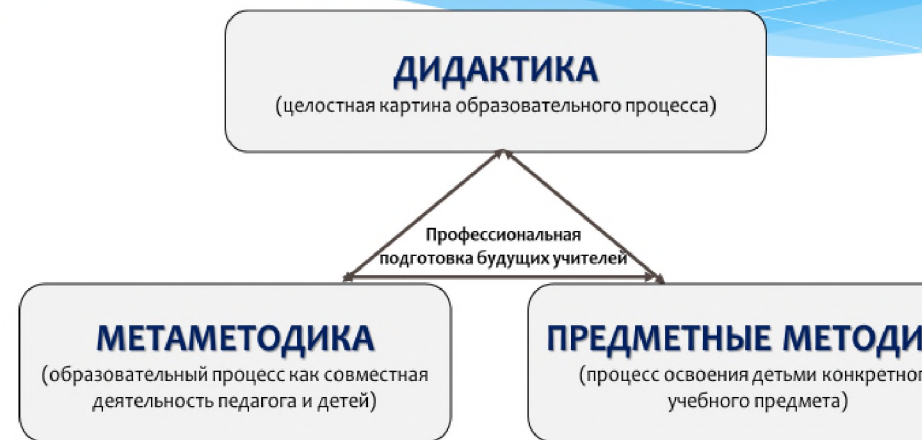 ДИДАКТИКА
(целостная картина образовательного процесса)
Профессиональная
подготовка будущих учителей
МЕТАМЕТОДИКА
(образовательный процесс как совместная
деятельность педагога и детей)
ПРЕДМЕТНЫЕ
(процесс освоения детьми
учебного предмета)